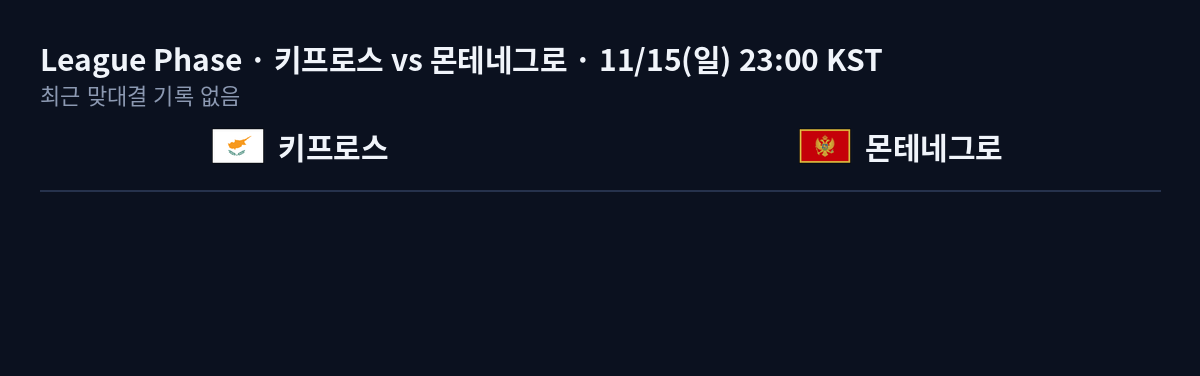 League Phase · 키프로스 vs 몬테네그로 · 11/15(일) 23:00 KST
최근 맞대결 기록 없음
키프로스 몬테네그로